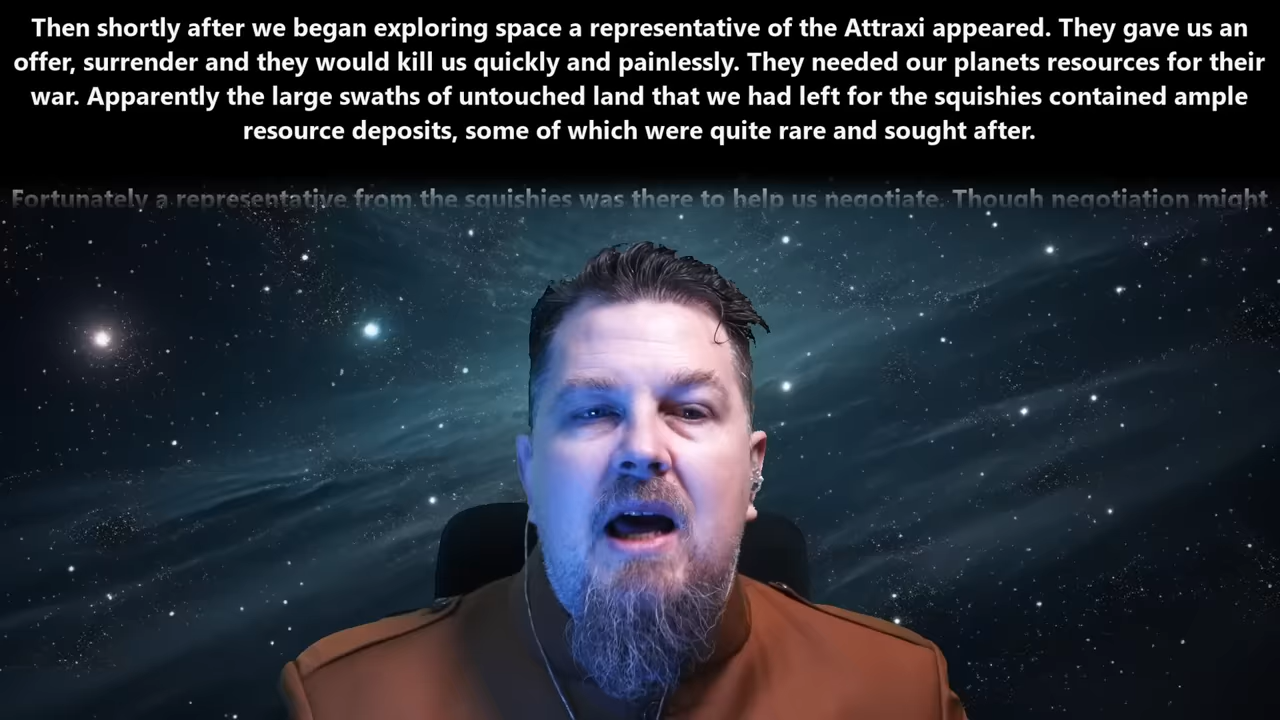 Then shortly after we began exploring space a representative of the Attraxi appeared. They gave us an
offer, surrender and they would kill us quickly and painlessly. They needed our planets resources for their
war. Apparently the large swaths of untouched land that we had left for the squishies contained ample
resource deposits, some of which were quite rare and sought after.
Fortunately a representative from the squishies was there to help us negotiate. Though negotiation might